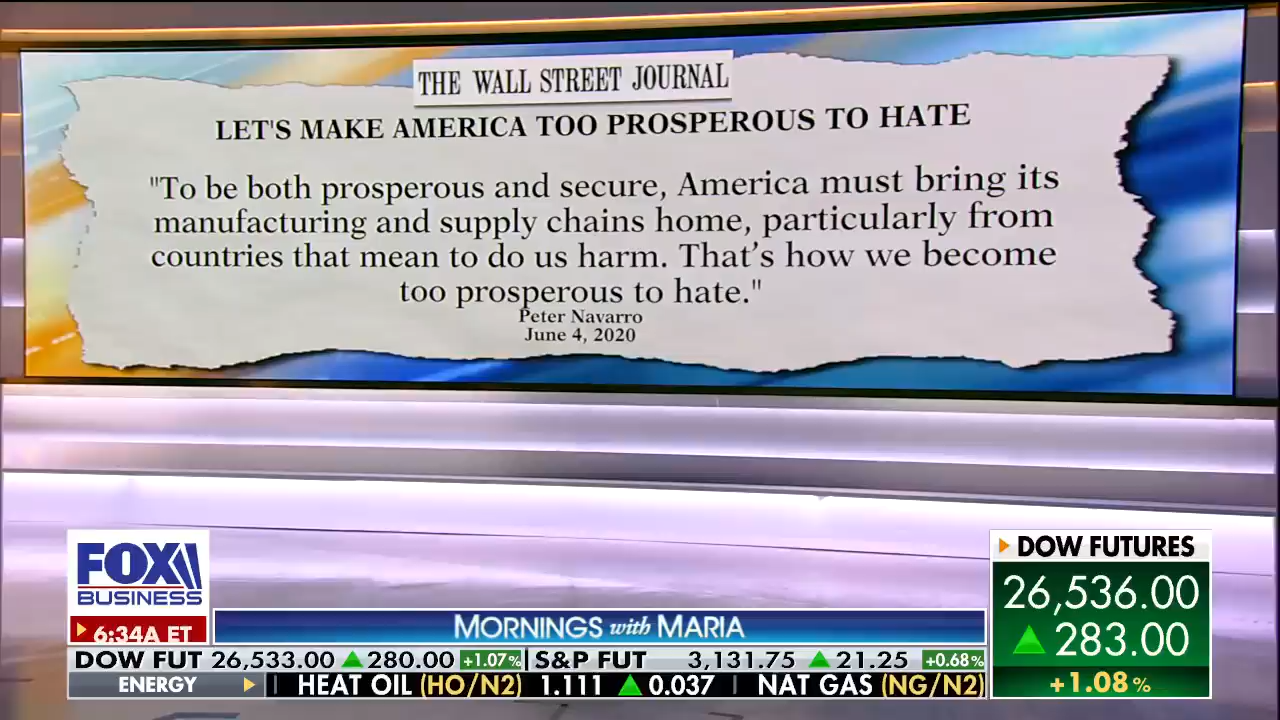 THE WALL STREET JOURNAL
LET'S MAKE AMERICA TOO PROSPEROUS TO HATE
"To be both prosperous and secure, America must bring its
manufacturing and supply chains home, particularly from
countries that mean to do us harm. That's how we become
too prosperous to hate."
Peter Navarro
June 4, 2020
FOX
BUSINESS
6:34A ET
MORNINGS with MARIA
DOW FUTURES
26,536.00
283.00
+1.08%
DOW FUT 26,533.00 280.00 +1.07% S&P FUT 3,131.75 21.25 +0.68%
ENERGY HEAT OIL (HO/N2) 1.111 0.037 NAT GAS (NG/N2)